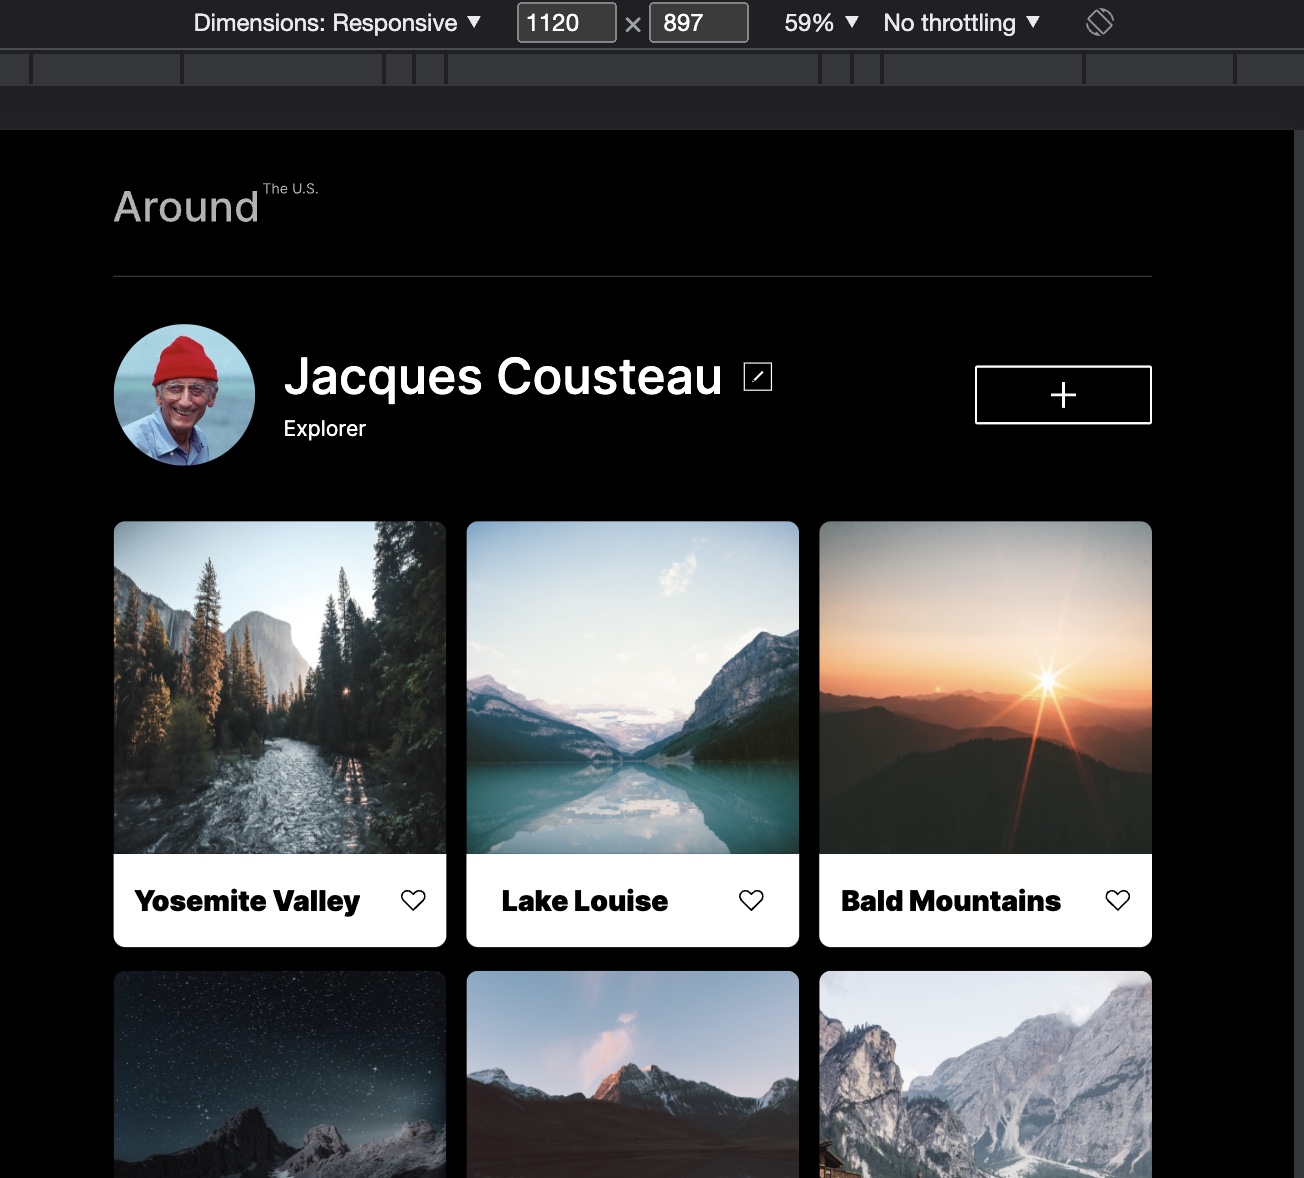 Dimensions: Responsive ▼ 1120 × 897 59% ▼ No throttling ▼
Around The U.S.
Jacques Cousteau
Explorer
+
Yosemite Valley
Lake Louise
Bald Mountains